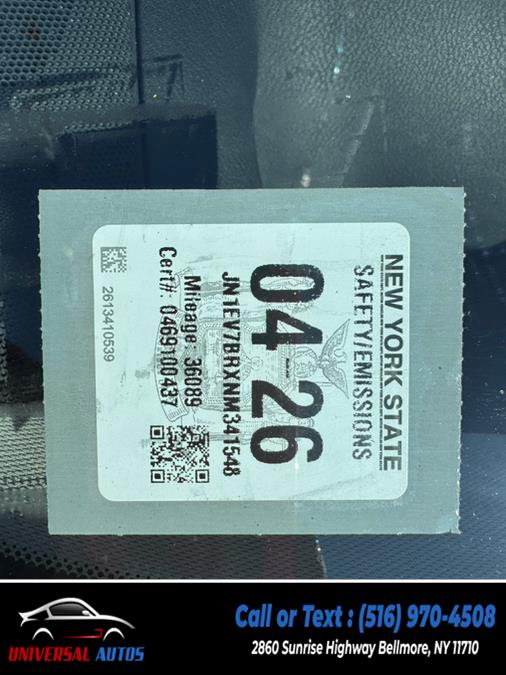 NEW YORK STATE
SAFETY/EMISSIONS
04 26
JN1EV7BRXNM341548
Mileage: 36089
Cert#: 0469100437
2613410539
Call or Text : (516) 970-4508
2860 Sunrise Highway Bellmore, NY 11710
UNIVERSAL AUTOS